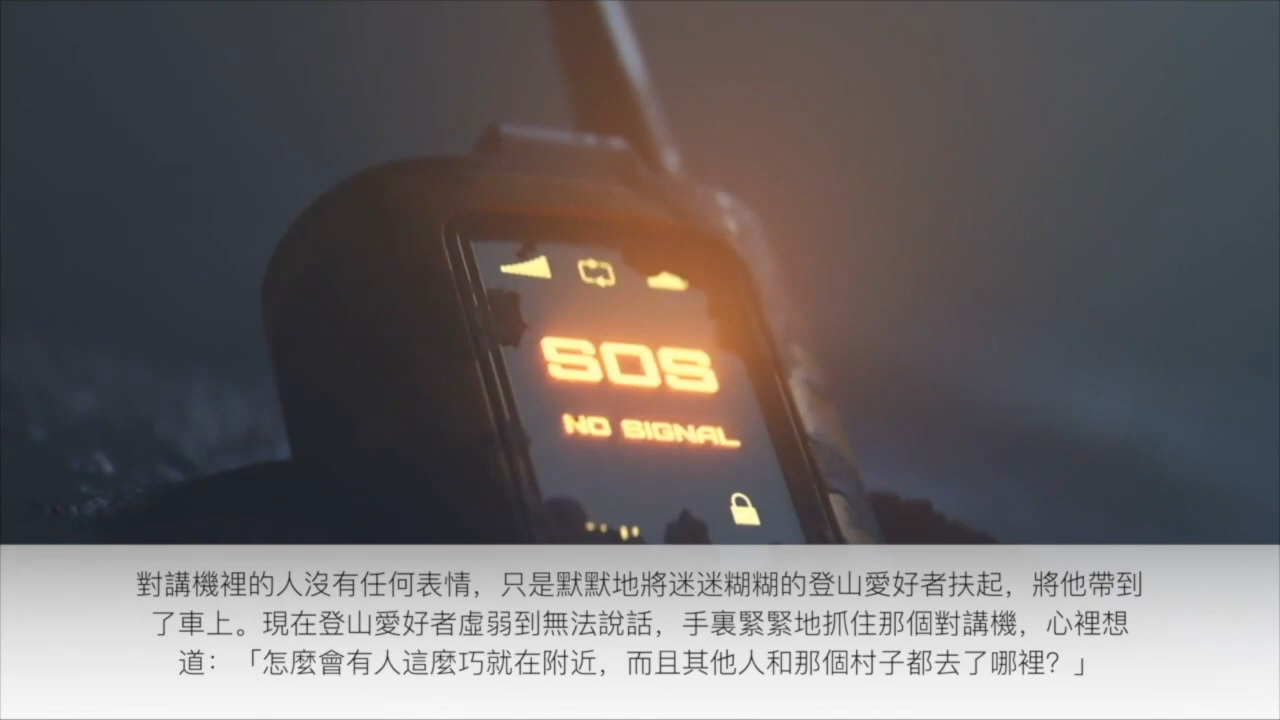 SOS
NO SIGNAL
對講機裡的人沒有任何表情，只是默默地將迷迷糊糊的登山愛好者扶起，將他帶到
了車上。現在登山愛好者虛弱到無法說話，手裏緊緊地抓住那個對講機，心裡想
道：「怎麼會有人這麼巧就在附近，而且其他人和那個村子都去了哪裡？」